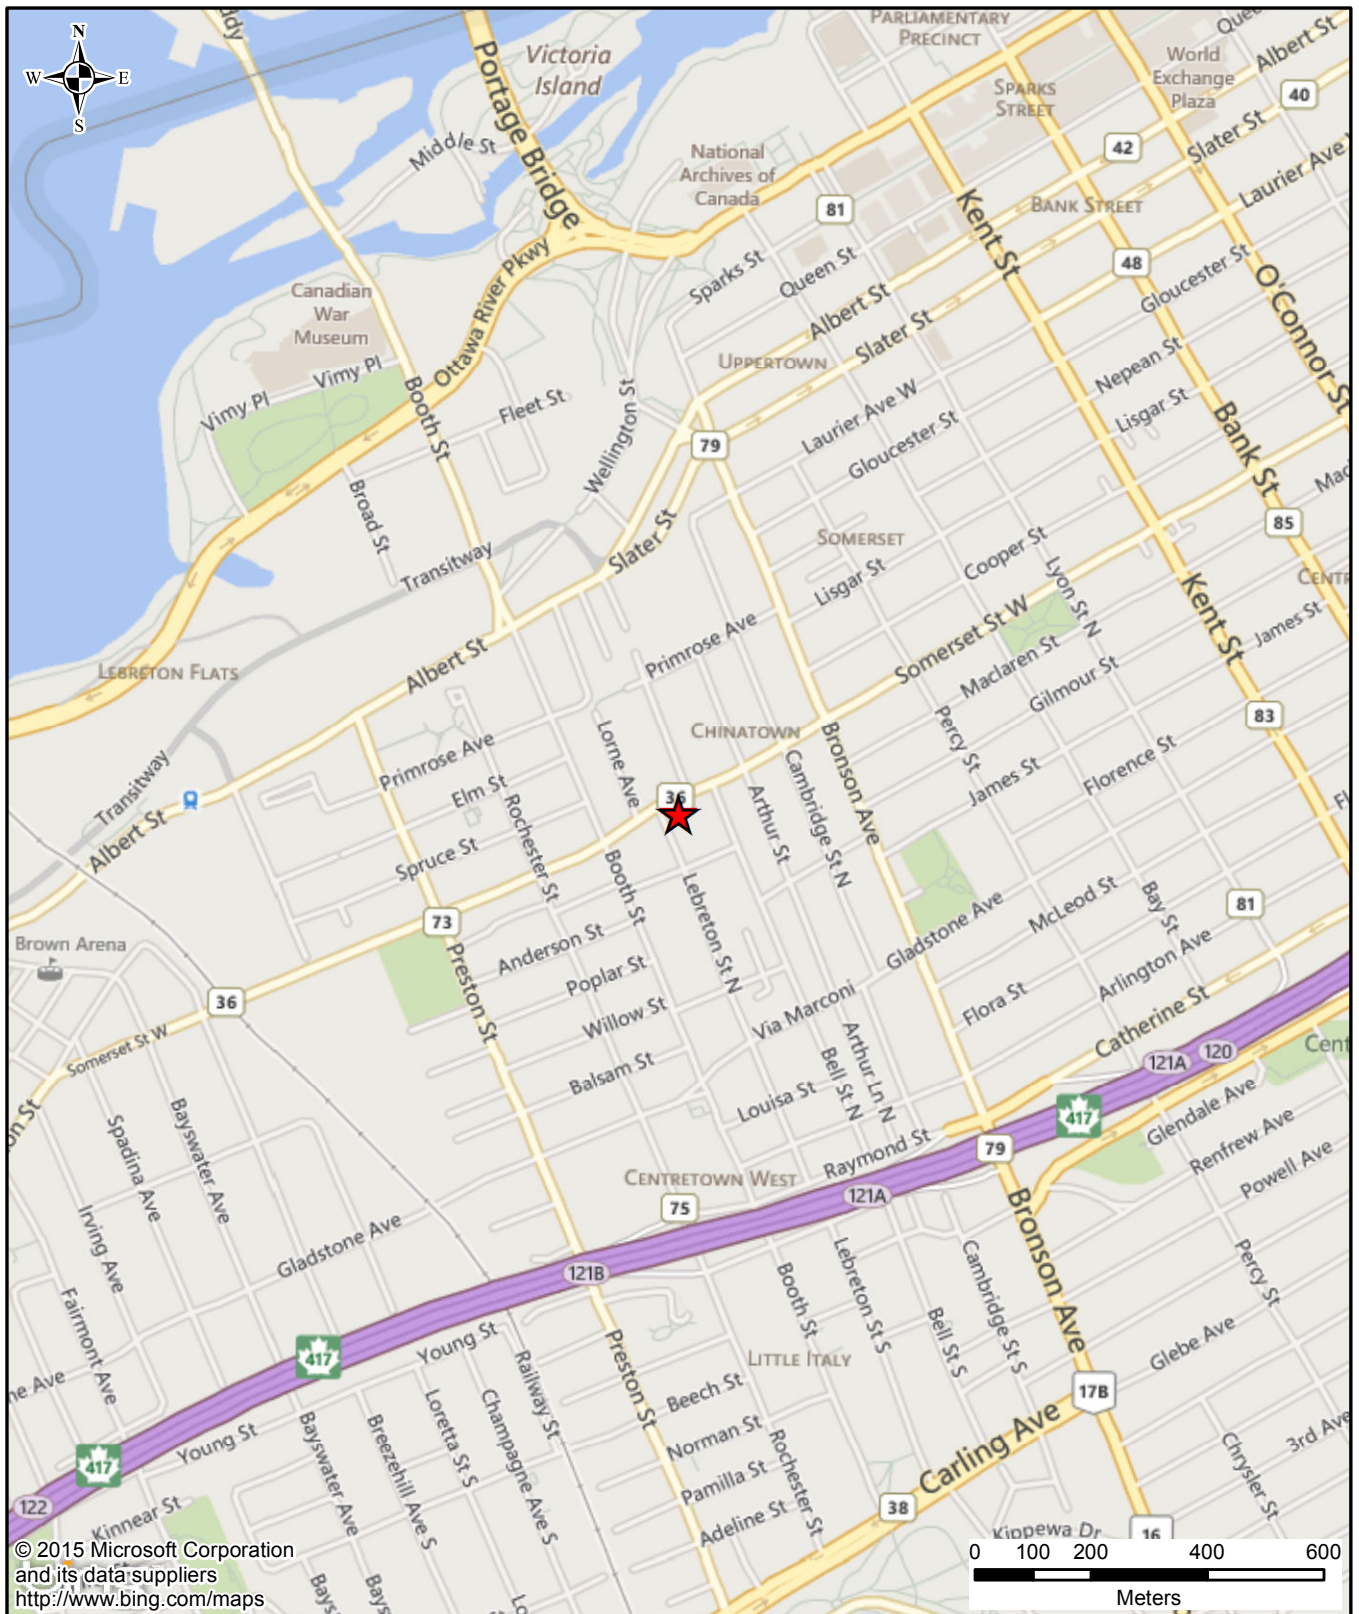 N
W E
S
ddy
Portage Bridge
Victoria
Island
PARLIAMENTARY
PRECINCT
Albert St
World
Exchange
Plaza
SPARKS
STREET
40
Middle St
42
Slater St
National
Archives of
Canada
Laurier Ave
81
BANK STREET
Kent St
48
Ottawa River Pkwy
Sparks St
Queen St
Gloucester St
O'Connor St
Canadian
War
Museum
Albert St
Slater St
UPPERTOWN
Nepean St
Vimy Pl
Vimy Pl
Booth St
Fleet St
Wellington St
Laurier Ave W
Lisgar St
Gloucester St
Bank St
79
Broad St
85
SOMERSET
Slater St
Transitway
Cooper St
Lisgar St
Lyon St N
Kent St
Somerset St W
James St
Primrose Ave
LEBRETON FLATS
Albert St
Maclaren St
Gilmour St
83
Percy St
CHINATOWN
Lorne Ave
Bronson Ave
Primrose Ave
Florence St
Transitway
Elm St
Cambridge St N
James St
36
Arthur St
Albert St
Rochester St
Spruce St
Booth St
Lebreton St N
McLeod St
Bay St
81
73
Gladstone Ave
Brown Arena
Anderson St
Arlington Ave
Preston St
Poplar St
36
Willow St
Via Marconi
Flora St
Catherine St
Somerset St W
Arthur Ln N
Balsam St
Bell St N
121A
120
Cent
on St
Louisa St
417
Bayswater Ave
Spadina Ave
Glendale Ave
Raymond St
79
Renfrew Ave
CENTRETOWN WEST
Powell Ave
75
121A
Irving Ave
Gladstone Ave
Bronson Ave
Lebreton St S
Cambridge St S
Percy St
121B
Booth St
Fairmont Ave
Bell St S
Young St
Preston St
Glebe Ave
417
Railway St
LITTLE ITALY
ne Ave
Beech St
17B
Loretta St S
Champagne Ave S
Bayswater Ave
Breezehill Ave S
Young St
Norman St
Carling Ave
3rd Ave
Rochester St
Chrysler St
417
Pamilla St
122
38
Adeline St
Kinnear St
Kippewa Dr
16
© 2015 Microsoft Corporation
and its data suppliers
http://www.bing.com/maps
0 100 200 400 600
Meters